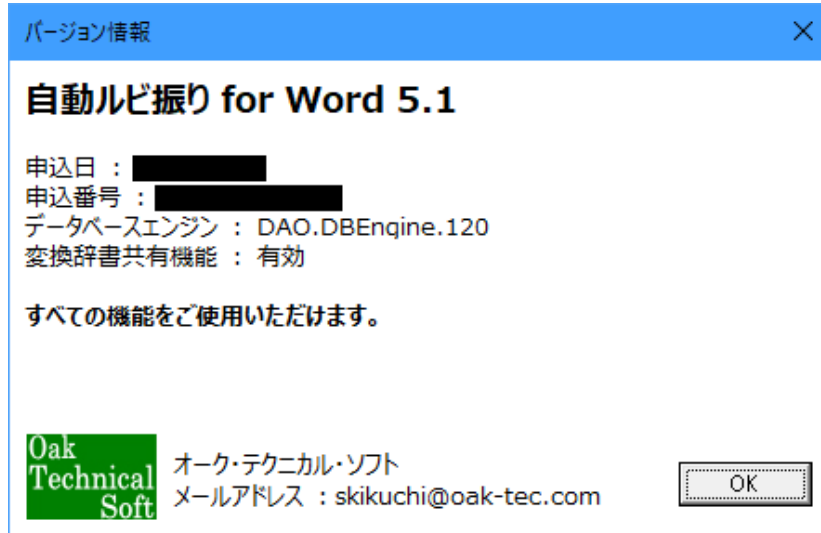 バージョン情報
自動ルビ振り for Word 5.1
申込日 :
申込番号 :
データベースエンジン : DAO.DBEngine.120
変換辞書共有機能 : 有効
すべての機能をご使用いただけます。
Oak
Technical
Soft
オーク・テクニカル・ソフト
メールアドレス : skikuchi@oak-tec.com
OK